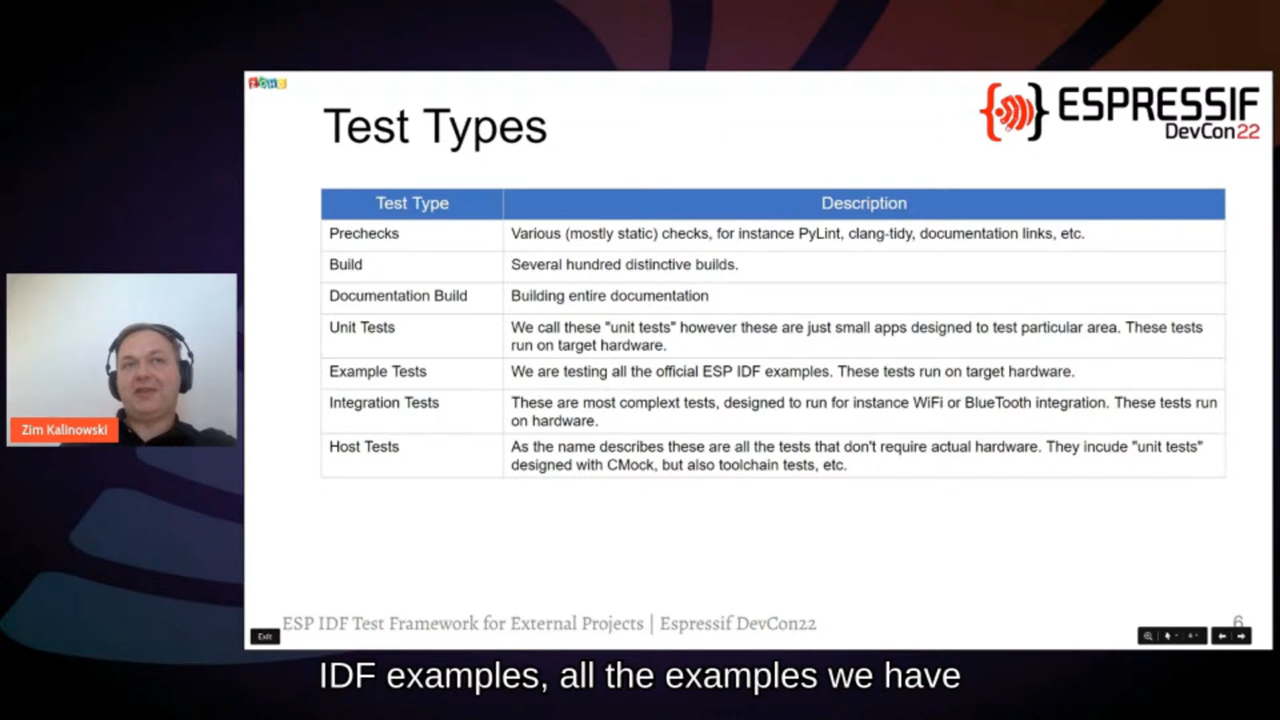 ZOHO
Test Types
ESPRESSIF
DevCon22
Test Type Description
Prechecks Various (mostly static) checks, for instance PyLint, clang-tidy, documentation links, etc.
Build Several hundred distinctive builds.
Documentation Build Building entire documentation
Unit Tests We call these "unit tests" however these are just small apps designed to test particular area. These tests
run on target hardware.
Example Tests We are testing all the official ESP IDF examples. These tests run on target hardware.
Integration Tests These are most complext tests, designed to run for instance WiFi or BlueTooth integration. These tests run
on hardware.
Host Tests As the name describes these are all the tests that don't require actual hardware. They incude "unit tests"
designed with CMock, but also toolchain tests, etc.
Zim Kalinowski
ESP IDF Test Framework for External Projects | Espressif DevCon22
6
Exit
IDF examples, all the examples we have